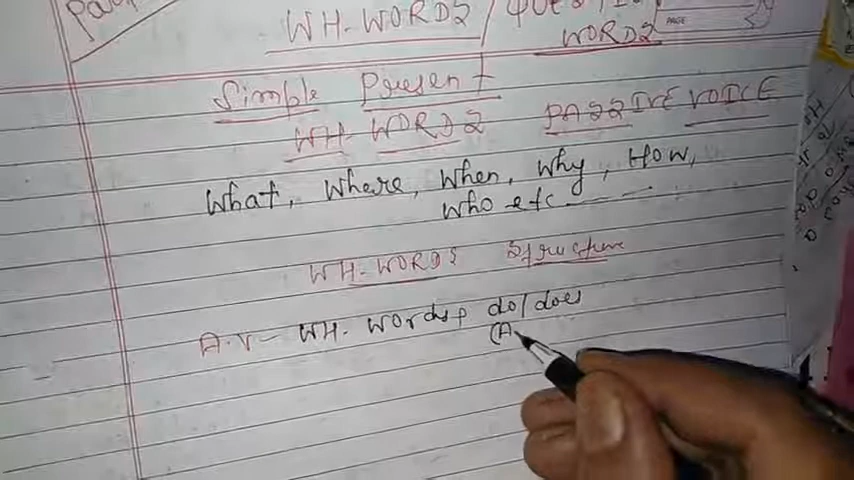 WH-WORDS /
WORDS
PAGE
Simple Present
WH-WORDS PASSIVE VOICE
What, where, when, why, How,
who etc
WH-WORDS Structure
A.V- WH-Words+ do/does
(A